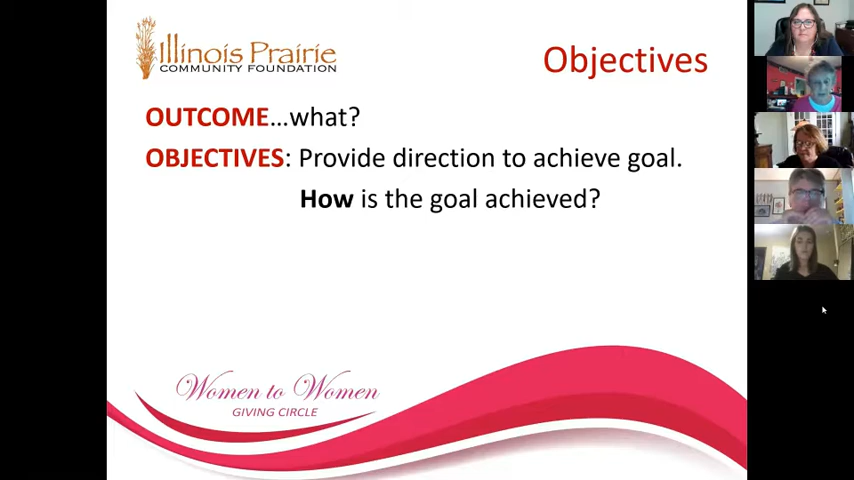 Illinois Prairie
COMMUNITY FOUNDATION
Objectives
OUTCOME...what?
OBJECTIVES: Provide direction to achieve goal.
How is the goal achieved?
Women to Women
GIVING CIRCLE